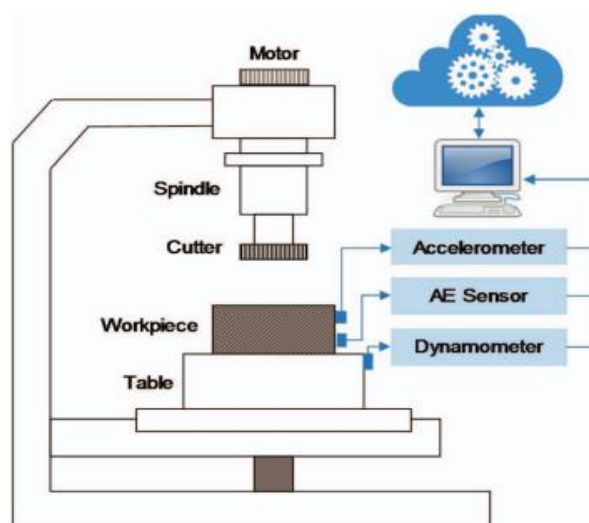 Motor
Spindle
Cutter
Accelerometer
Workpiece
AE Sensor
Dynamometer
Table